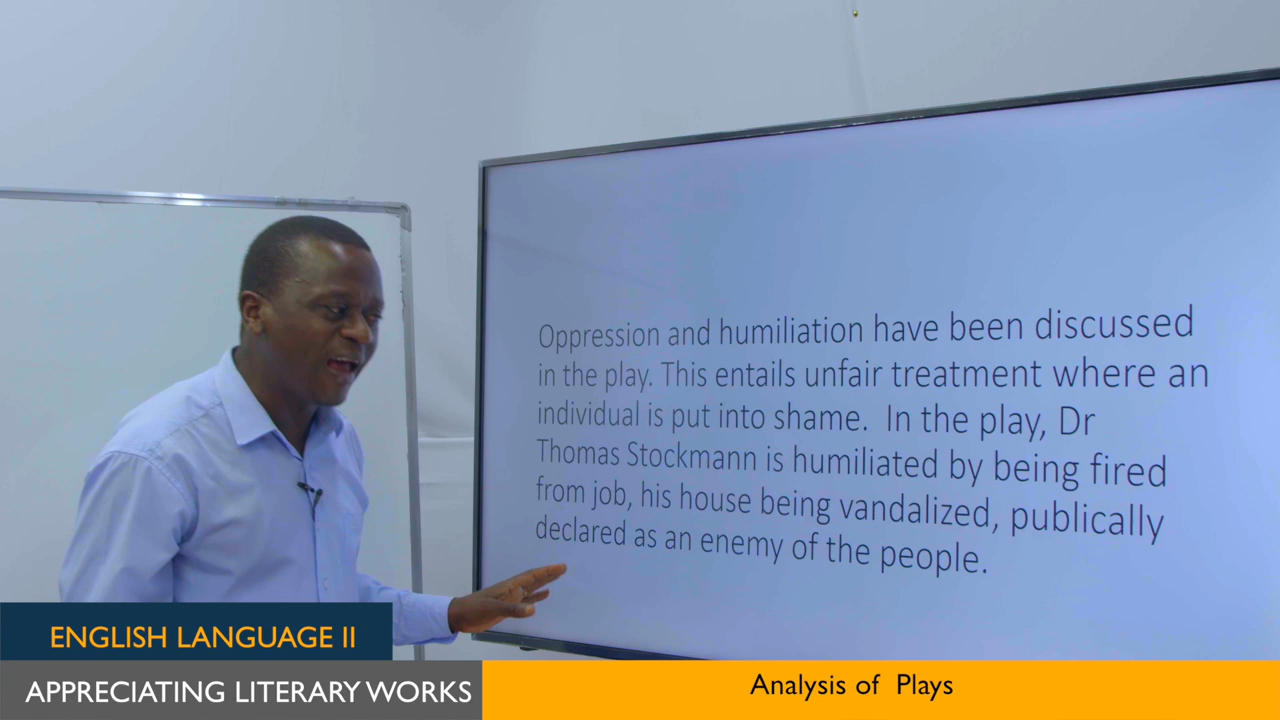 Oppression and humiliation have been discussed
in the play. This entails unfair treatment where an
individual is put into shame.  In the play, Dr
Thomas Stockmann is humiliated by being fired
from job, his house being vandalized, publically
declared as an enemy of the people.
ENGLISH LANGUAGE II
APPRECIATING LITERARY WORKS
Analysis of  Plays